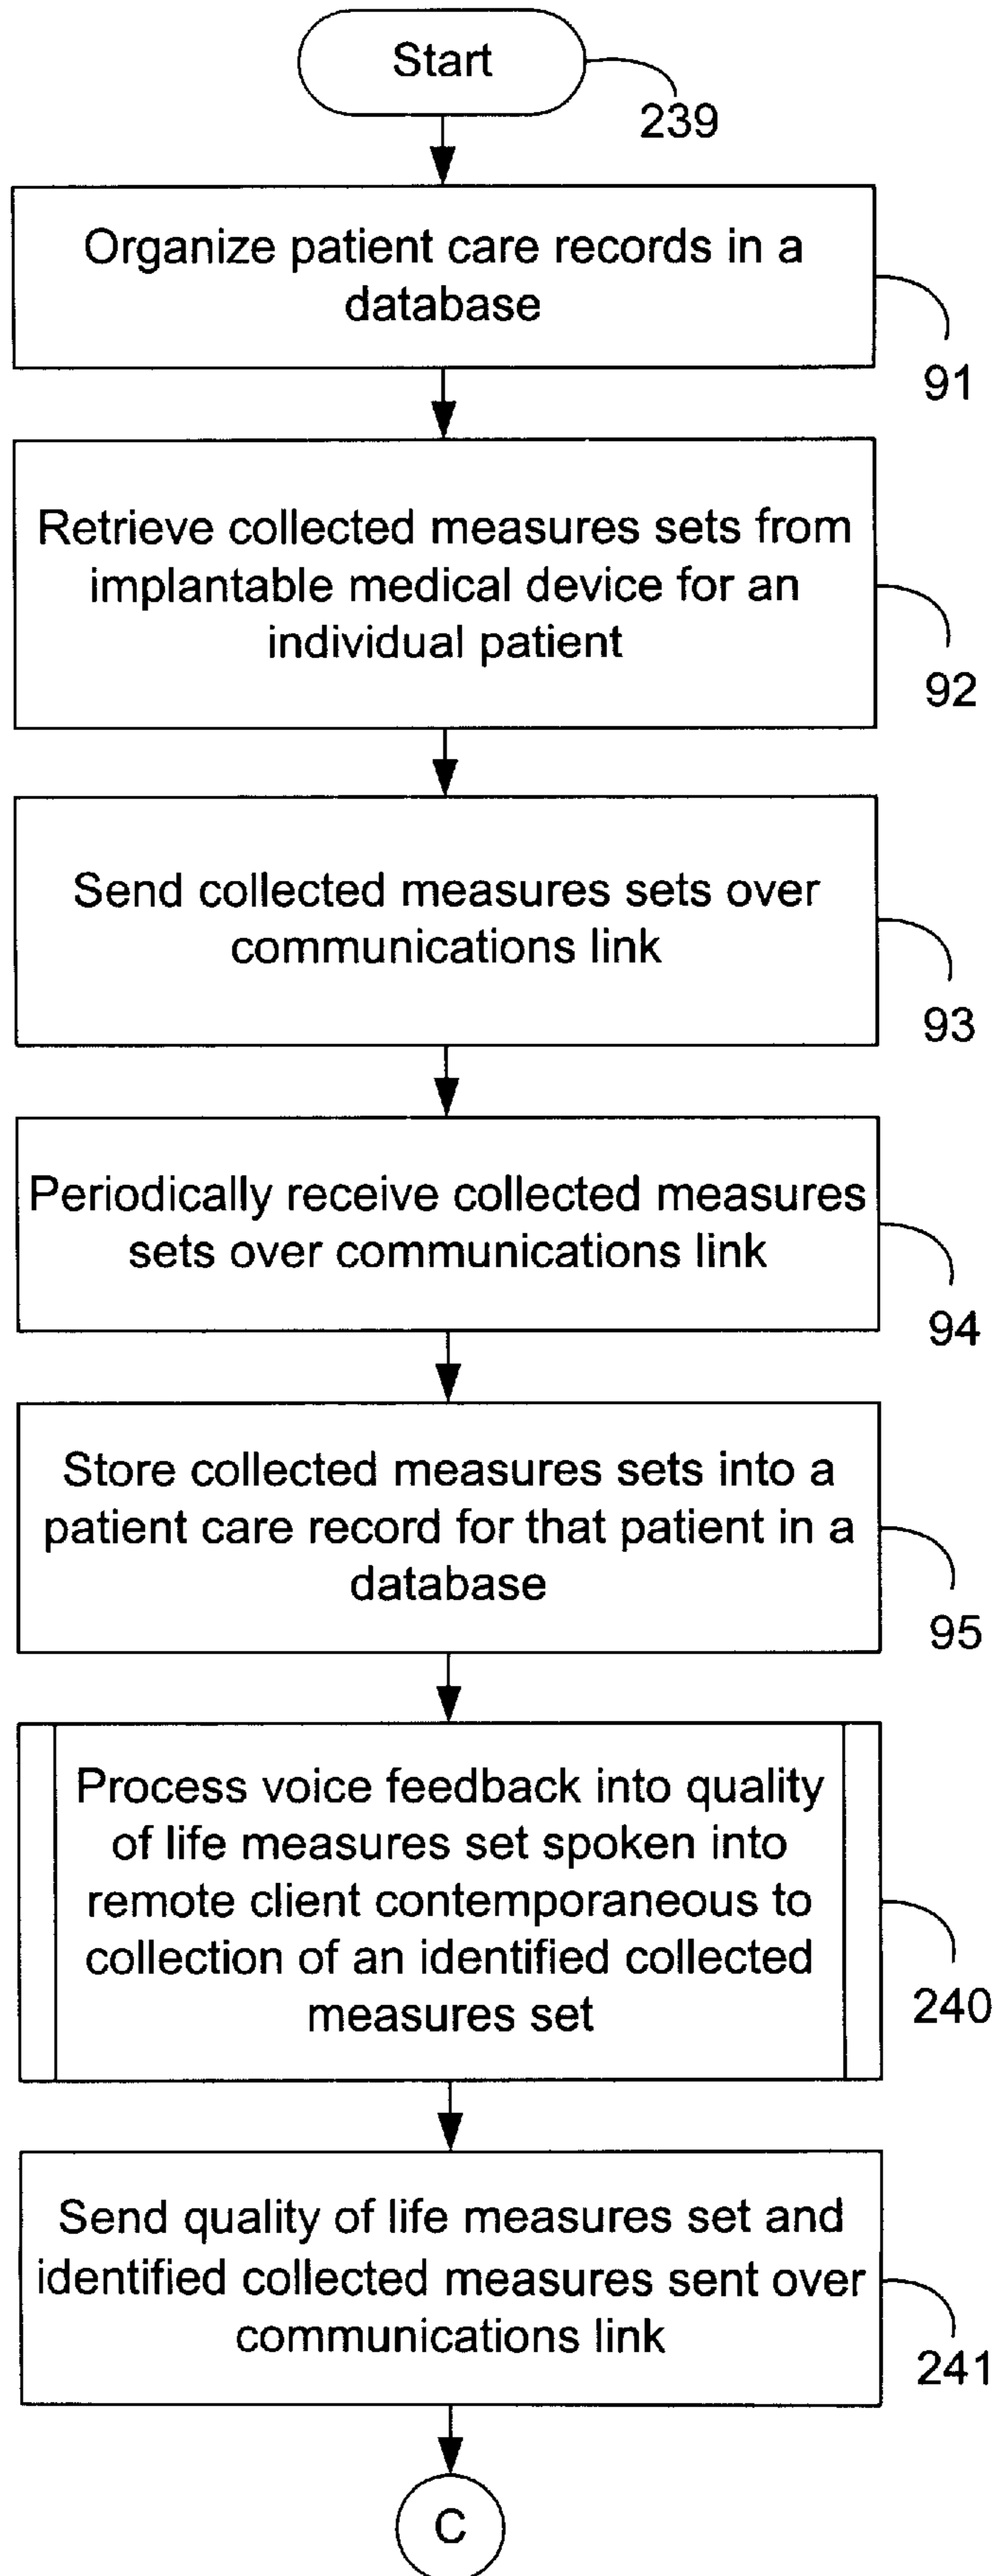 Start
239
Organize patient care records in a
database
91
Retrieve collected measures sets from
implantable medical device for an
individual patient
92
Send collected measures sets over
communications link
93
Periodically receive collected measures
sets over communications link
94
Store collected measures sets into a
patient care record for that patient in a
database
95
Process voice feedback into quality
of life measures set spoken into
remote client contemporaneous to
collection of an identified collected
measures set
240
Send quality of life measures set and
identified collected measures sent over
communications link
241
C